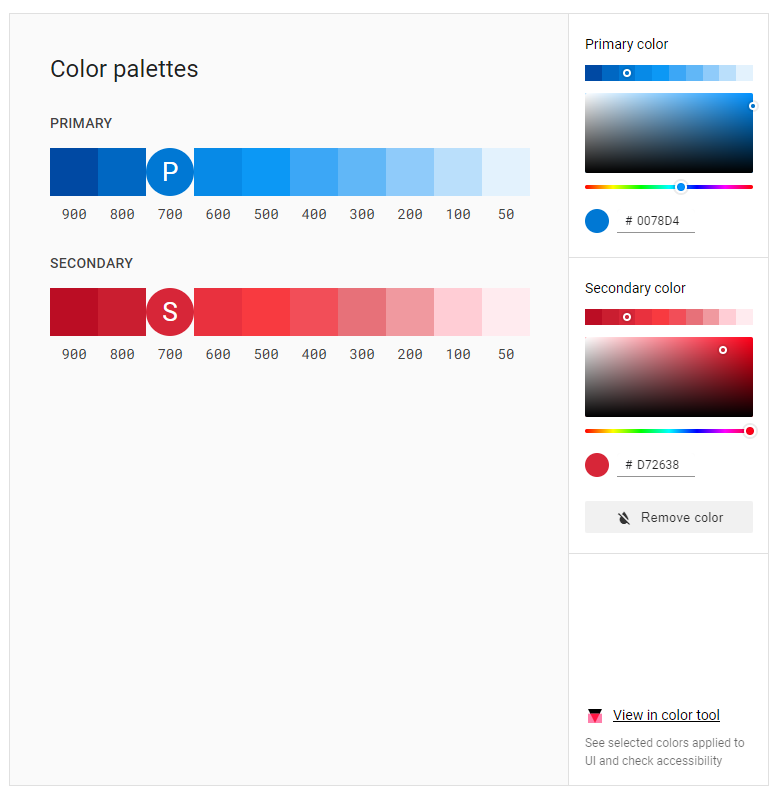 Color palettes
PRIMARY
P
900 800 700 600 500 400 300 200 100 50
SECONDARY
S
900 800 700 600 500 400 300 200 100 50
Primary color
# 0078D4
Secondary color
# D72638
Remove color
View in color tool
See selected colors applied to
UI and check accessibility